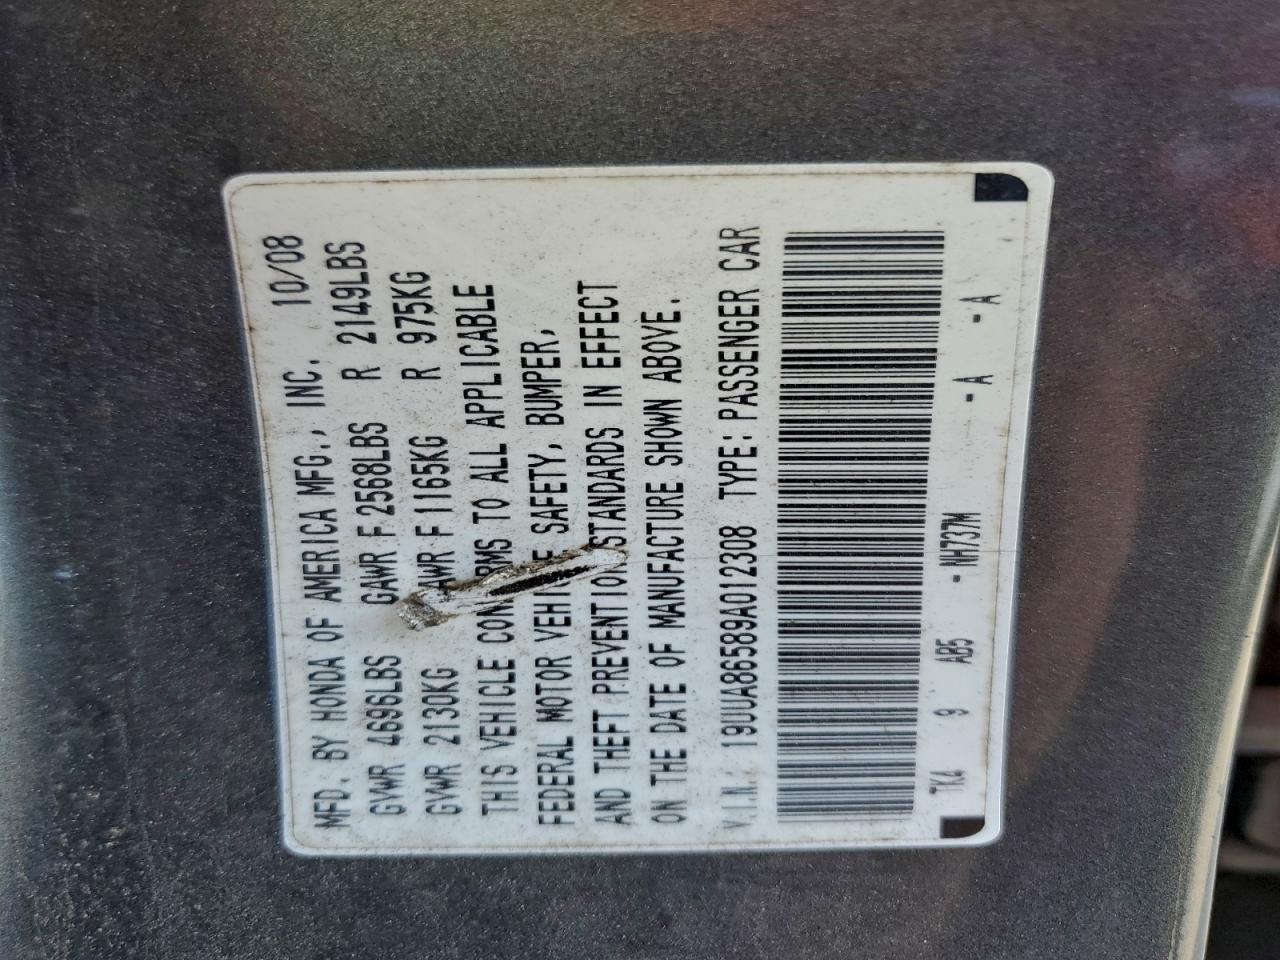 MFD. BY HONDA OF AMERICA MFG., INC. 10/08
GVWR 4696LBS GAWR F 2568LBS R 2149LBS
GVWR 2130KG GAWR F 1165KG R 975KG
THIS VEHICLE CONFORMS TO ALL APPLICABLE
FEDERAL MOTOR VEHICLE SAFETY, BUMPER,
AND THEFT PREVENTION STANDARDS IN EFFECT
ON THE DATE OF MANUFACTURE SHOWN ABOVE.
V.I.N.: 19UUA86589A012308 TYPE: PASSENGER CAR
TK4 9 AB5 - NH737M - A - A